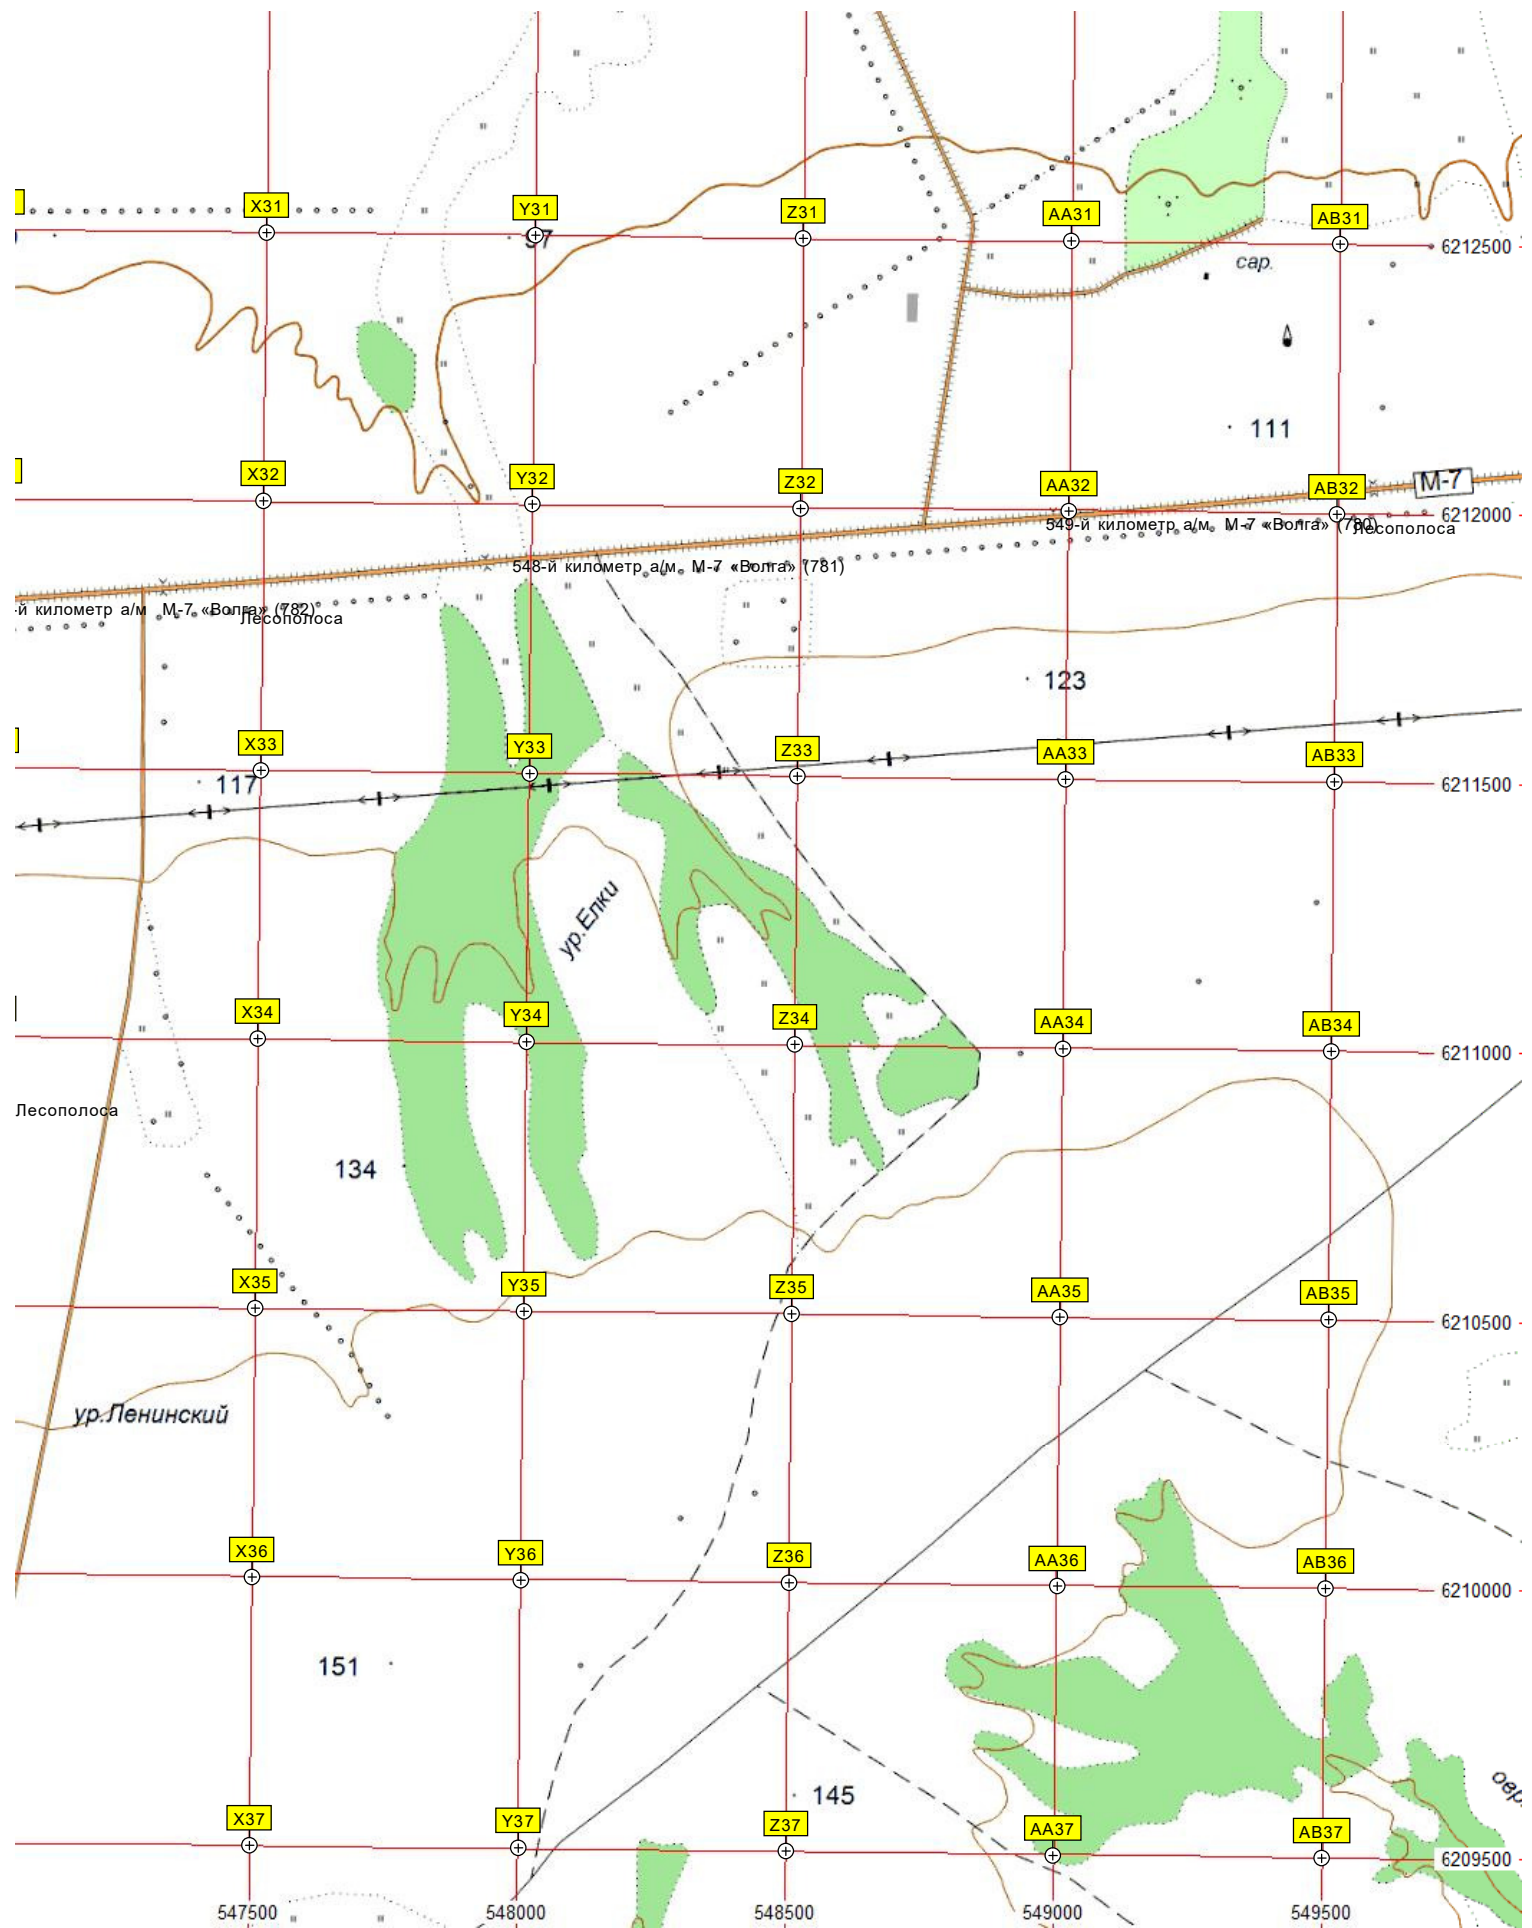 X31
Y31
Z31
AA31
AB31
97
6212500
сар.
111
X32
Y32
Z32
AA32
AB32
М-7
6212000
549-й километр а/м М-7 «Волга» (780)
Лесополоса
548-й километр а/м М-7 «Волга» (781)
-й километр а/м М-7 «Волга» (782)
Лесополоса
123
X33
Y33
Z33
AA33
AB33
117
6211500
ур.Елки
X34
Y34
Z34
AA34
AB34
6211000
Лесополоса
134
X35
Y35
Z35
AA35
AB35
6210500
ур.Ленинский
X36
Y36
Z36
AA36
AB36
6210000
151
145
овр
X37
Y37
Z37
AA37
AB37
6209500
547500
548000
548500
549000
549500